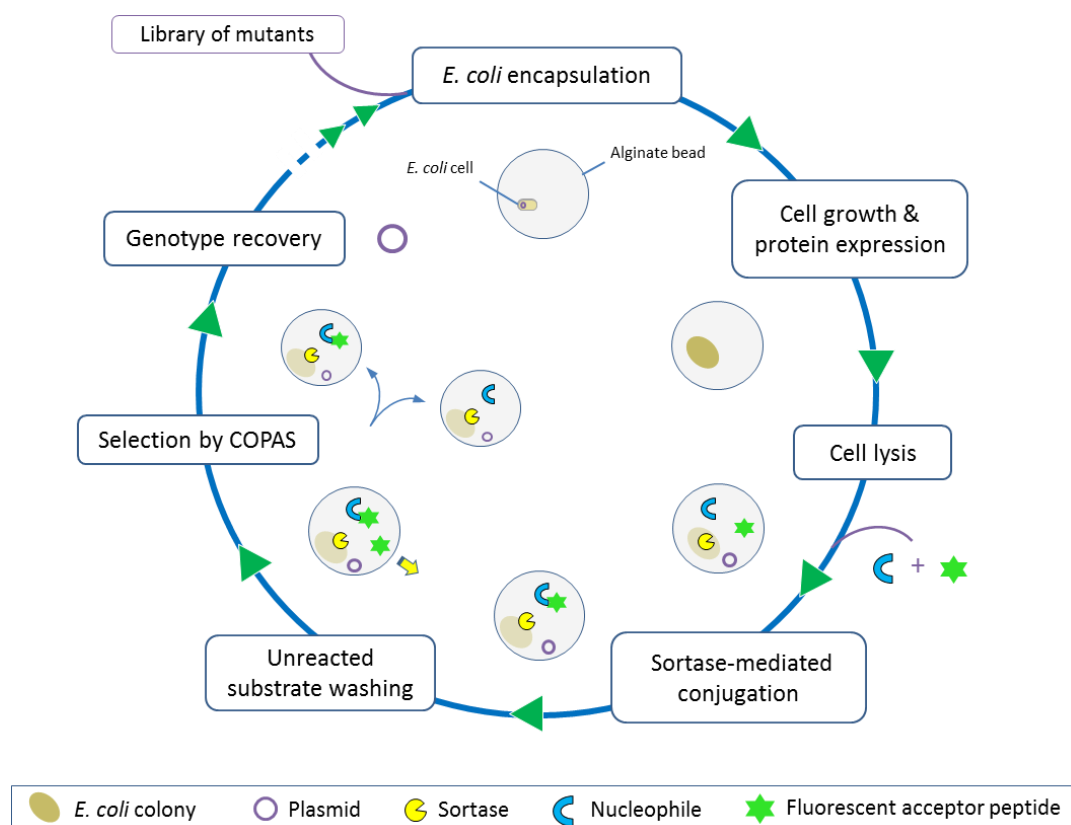 Library of mutants
E. coli encapsulation
Alginate bead
E. coli cell
Cell growth &
protein expression
Genotype recovery
Selection by COPAS
Cell lysis
+
Unreacted
substrate washing
Sortase-mediated
conjugation
E. coli colony
Plasmid
Sortase
Nucleophile
Fluorescent acceptor peptide